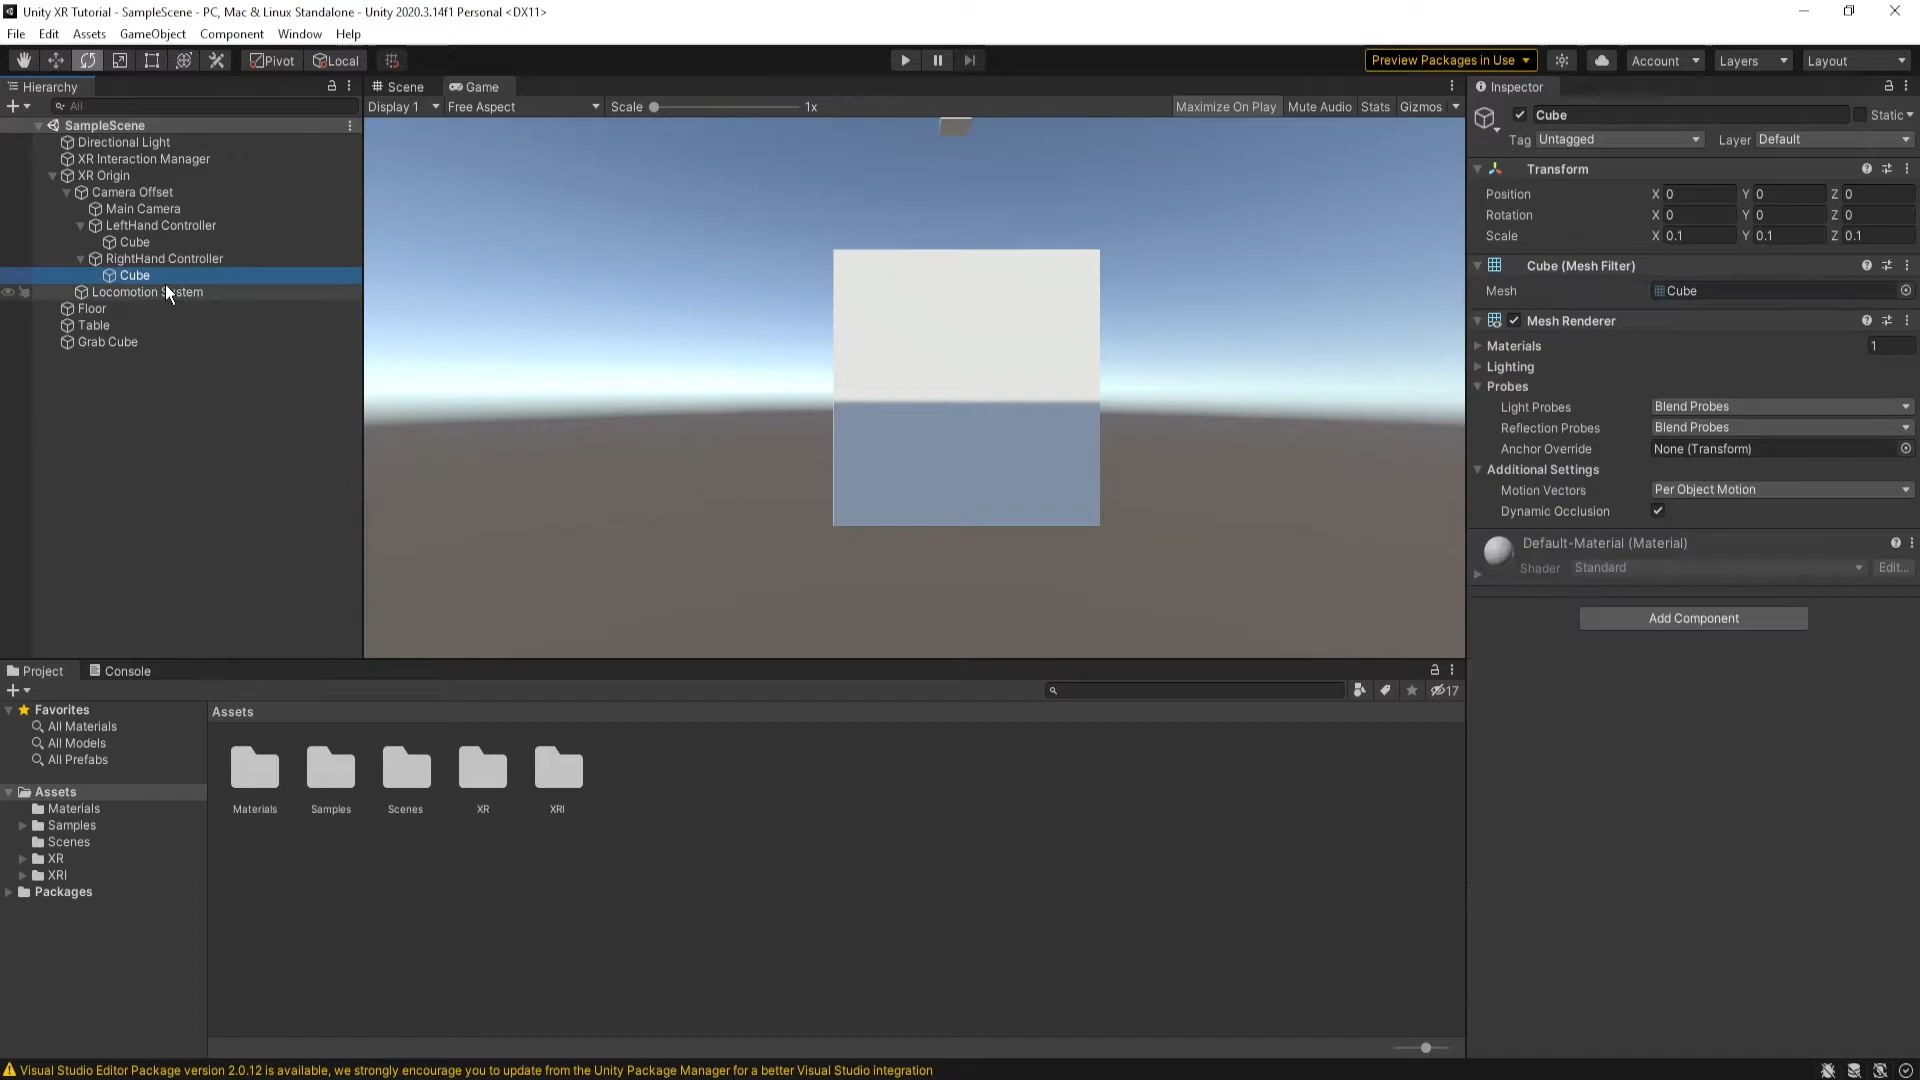 Unity XR Tutorial - SampleScene - PC, Mac & Linux Standalone - Unity 2020.3.14f1 Personal <DX11>
File Edit Assets GameObject Component Window Help
Pivot Local Preview Packages in Use Account Layers Layout
Hierarchy
All
SampleScene
Directional Light
XR Interaction Manager
XR Origin
Camera Offset
Main Camera
LeftHand Controller
Cube
RightHand Controller
Cube
Locomotion System
Floor
Table
Grab Cube
Scene Game
Display 1 Free Aspect Scale 1x Maximize On Play Mute Audio Stats Gizmos
Inspector
Cube Static
Tag Untagged Layer Default
Transform
Position X 0 Y 0 Z 0
Rotation X 0 Y 0 Z 0
Scale X 0.1 Y 0.1 Z 0.1
Cube (Mesh Filter)
Mesh Cube
Mesh Renderer
Materials 1
Lighting
Probes
Light Probes Blend Probes
Reflection Probes Blend Probes
Anchor Override None (Transform)
Additional Settings
Motion Vectors Per Object Motion
Dynamic Occlusion
Default-Material (Material)
Shader Standard Edit...
Add Component
Project Console
17
Favorites
All Materials
All Models
All Prefabs
Assets
Materials
Samples
Scenes
XR
XRI
Packages
Assets
Materials Samples Scenes XR XRI
Visual Studio Editor Package version 2.0.12 is available, we strongly encourage you to update from the Unity Package Manager for a better Visual Studio integration